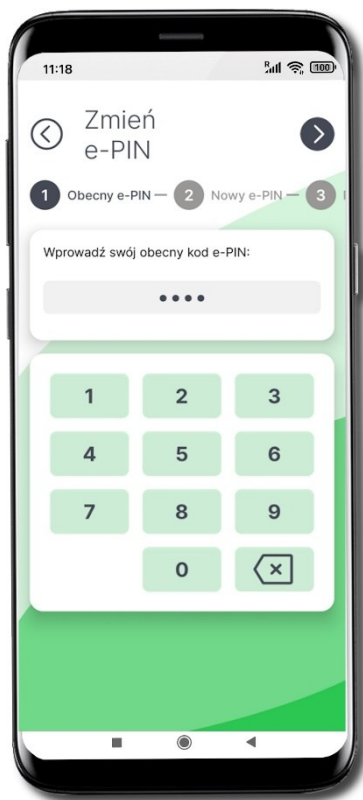 11:18
R
100
Zmień
e-PIN
1 Obecny e-PIN — 2 Nowy e-PIN — 3
Wprowadź swój obecny kod e-PIN:
••••
1 2 3
4 5 6
7 8 9
0